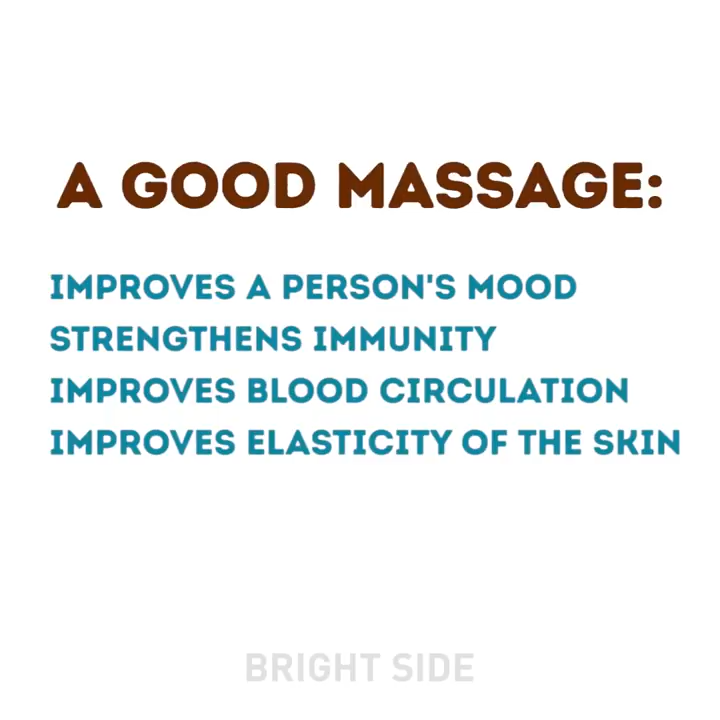 A GOOD MASSAGE:
IMPROVES A PERSON'S MOOD
STRENGTHENS IMMUNITY
IMPROVES BLOOD CIRCULATION
IMPROVES ELASTICITY OF THE SKIN
BRIGHT SIDE